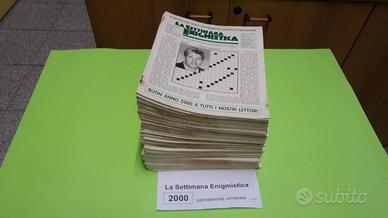 LA SETTIMANA
ENIGMISTICA
BUON ANNO 2000 A TUTTI I NOSTRI LETTORI
La Settimana Enigmistica
2000 parzialmente completa
subito